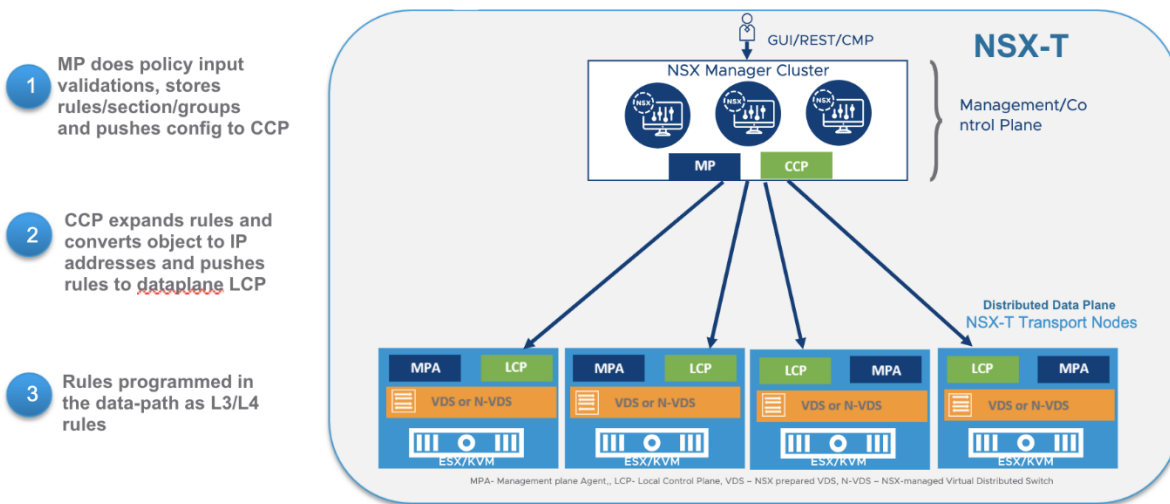 1
MP does policy input
validations, stores
rules/section/groups
and pushes config to CCP
2
CCP expands rules and
converts object to IP
addresses and pushes
rules to dataplane LCP
3
Rules programmed in
the data-path as L3/L4
rules
GUI/REST/CMP
NSX-T
NSX Manager Cluster
NSX NSX NSX
MP CCP
Management/Co
ntrol Plane
Distributed Data Plane
NSX-T Transport Nodes
MPA LCP MPA LCP LCP MPA LCP MPA
VDS or N-VDS VDS or N-VDS VDS or N-VDS VDS or N-VDS
ESX/KVM ESX/KVM ESX/KVM ESX/KVM
MPA- Management plane Agent,, LCP- Local Control Plane, VDS – NSX prepared VDS, N-VDS – NSX-managed Virtual Distributed Switch